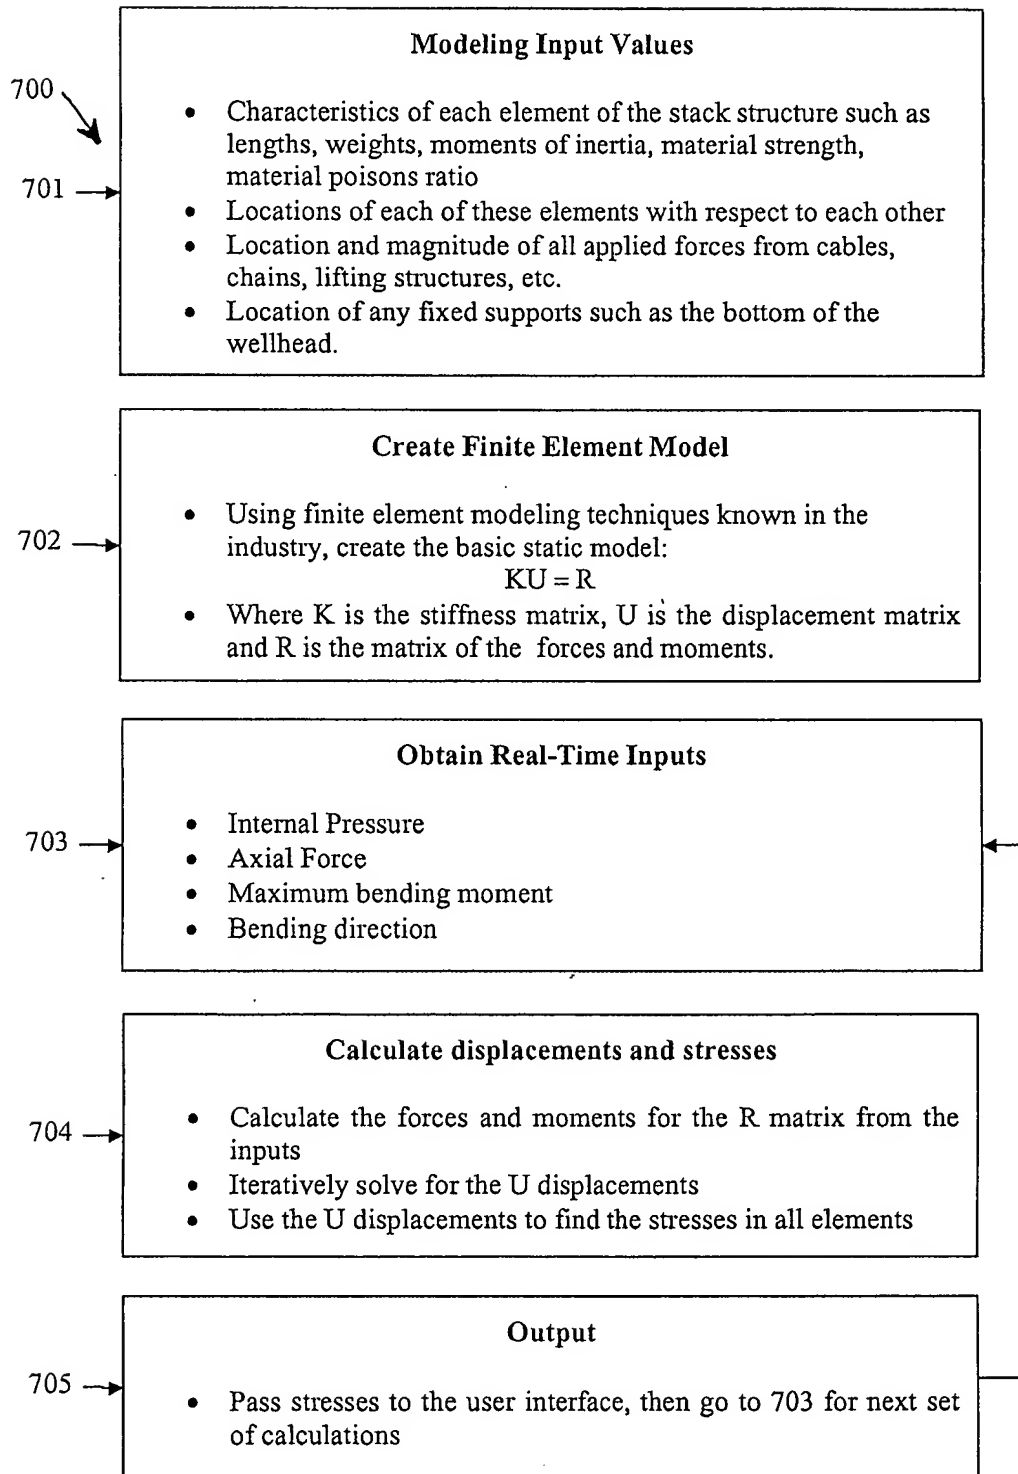 Modeling Input Values
700
• Characteristics of each element of the stack structure such as
lengths, weights, moments of inertia, material strength,
material poisons ratio
701
• Locations of each of these elements with respect to each other
• Location and magnitude of all applied forces from cables,
chains, lifting structures, etc.
• Location of any fixed supports such as the bottom of the
wellhead.
Create Finite Element Model
702
• Using finite element modeling techniques known in the
industry, create the basic static model:
KU = R
• Where K is the stiffness matrix, U is the displacement matrix
and R is the matrix of the forces and moments.
Obtain Real-Time Inputs
703
• Internal Pressure
• Axial Force
• Maximum bending moment
• Bending direction
Calculate displacements and stresses
704
• Calculate the forces and moments for the R matrix from the
inputs
• Iteratively solve for the U displacements
• Use the U displacements to find the stresses in all elements
Output
705
• Pass stresses to the user interface, then go to 703 for next set
of calculations